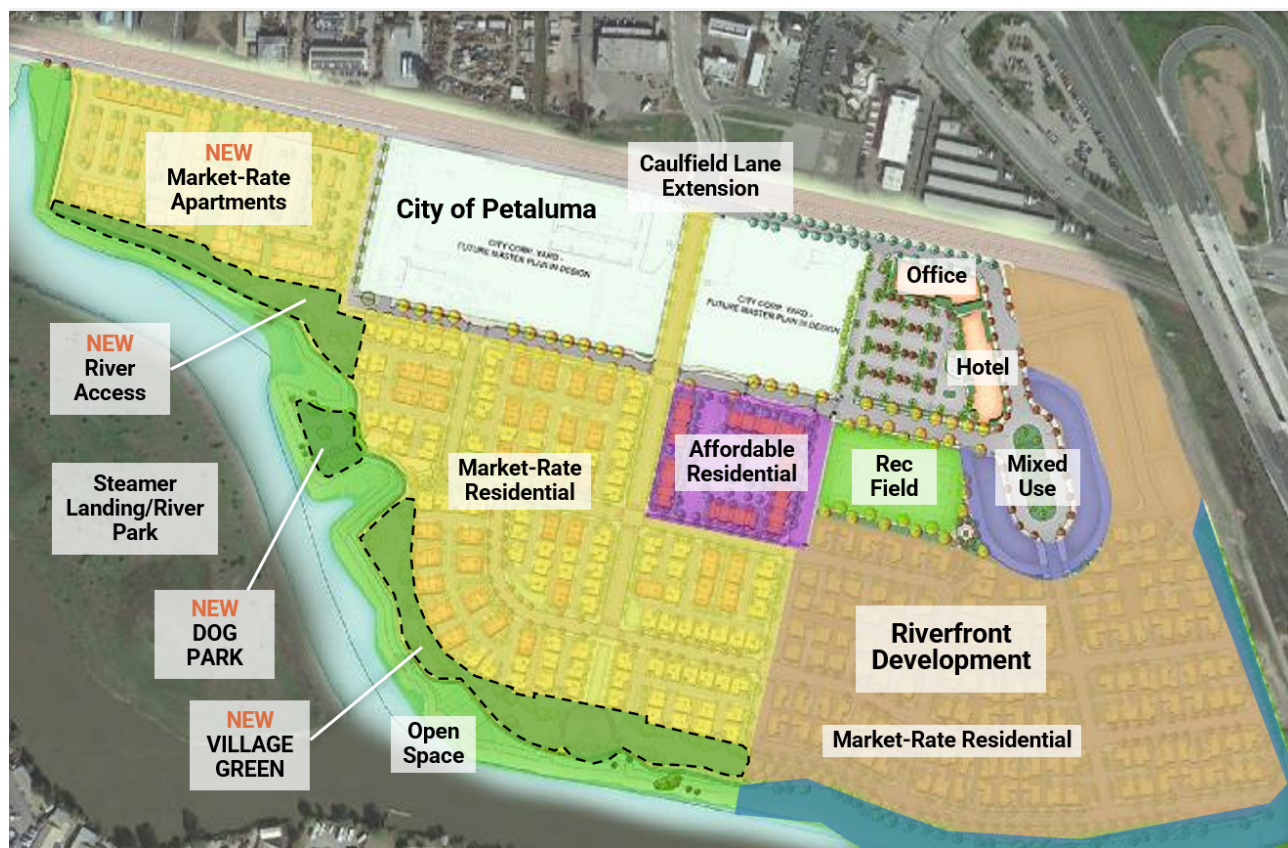 NEW
Market-Rate
Apartments
City of Petaluma
CITY CORP. YARD -
FUTURE MASTER PLAN IN DESIGN
Caulfield Lane
Extension
CITY CORP. YARD -
FUTURE MASTER PLAN IN DESIGN
Office
Hotel
NEW
River
Access
Steamer
Landing/River
Park
Market-Rate
Residential
Affordable
Residential
Rec
Field
Mixed
Use
NEW
DOG
PARK
Riverfront
Development
NEW
VILLAGE
GREEN
Open
Space
Market-Rate Residential